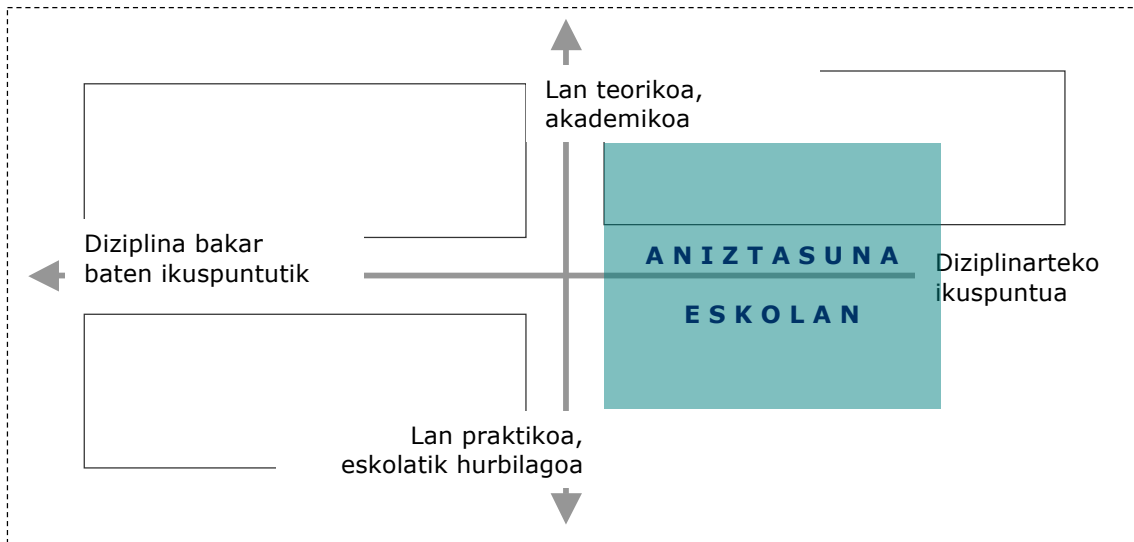 Lan teorikoa,
akademikoa
Diziplina bakar
baten ikuspuntutik
A N I Z T A S U N A
E S K O L A N
Diziplinarteko
ikuspuntua
Lan praktikoa,
eskolatik hurbilagoa